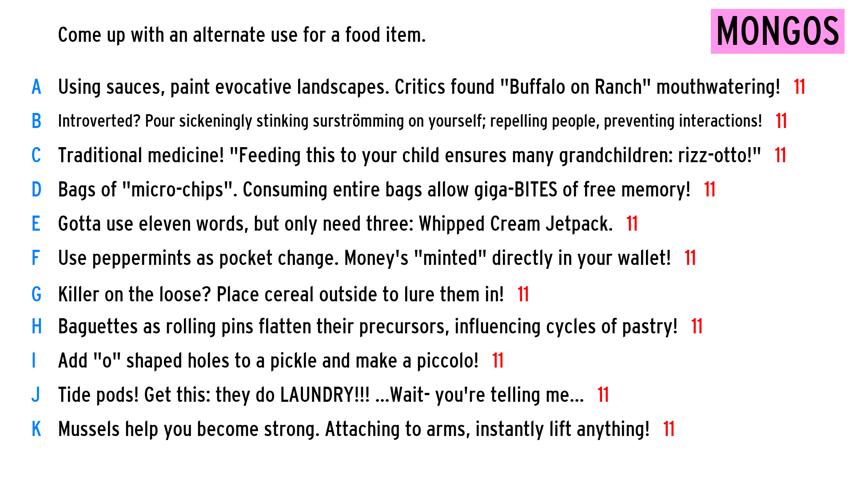 Come up with an alternate use for a food item.
MONGOS
A Using sauces, paint evocative landscapes. Critics found "Buffalo on Ranch" mouthwatering! 11
B Introverted? Pour sickeningly stinking surströmming on yourself; repelling people, preventing interactions! 11
C Traditional medicine! "Feeding this to your child ensures many grandchildren: rizz-otto!" 11
D Bags of "micro-chips". Consuming entire bags allow giga-BITES of free memory! 11
E Gotta use eleven words, but only need three: Whipped Cream Jetpack. 11
F Use peppermints as pocket change. Money's "minted" directly in your wallet! 11
G Killer on the loose? Place cereal outside to lure them in! 11
H Baguettes as rolling pins flatten their precursors, influencing cycles of pastry! 11
I Add "o" shaped holes to a pickle and make a piccolo! 11
J Tide pods! Get this: they do LAUNDRY!!! ...Wait- you're telling me... 11
K Mussels help you become strong. Attaching to arms, instantly lift anything! 11